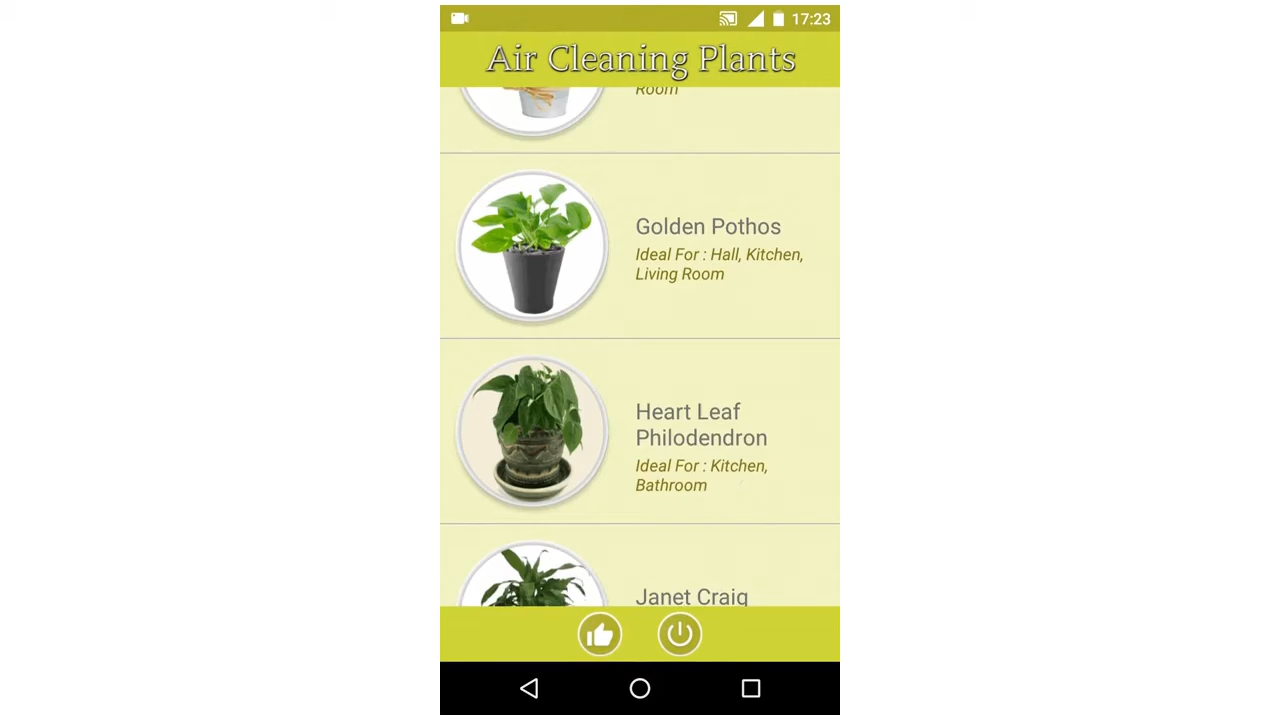 17:23
Air Cleaning Plants
Room
Golden Pothos
Ideal For : Hall, Kitchen,
Living Room
Heart Leaf
Philodendron
Ideal For : Kitchen,
Bathroom
Janet Craig